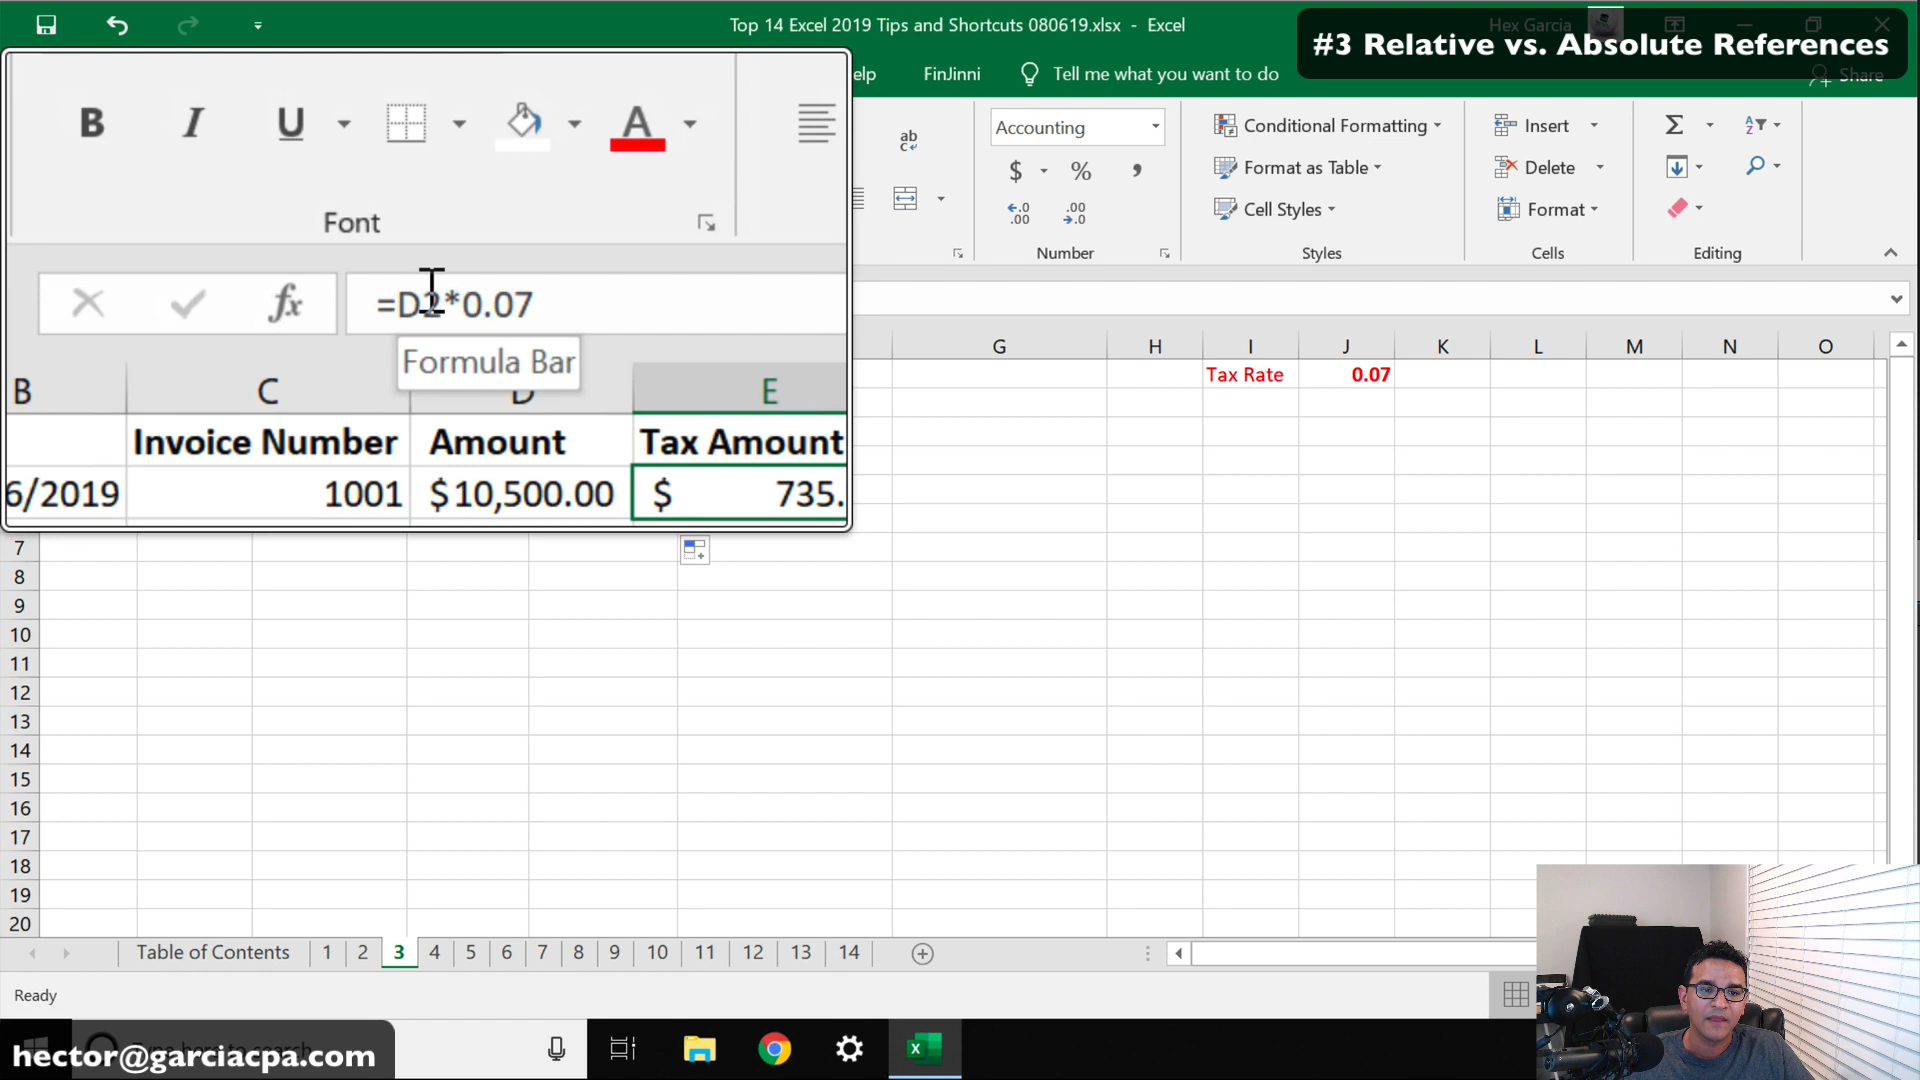 Top 14 Excel 2019 Tips and Shortcuts 080619.xlsx - Excel
Hex Garcia
#3 Relative vs. Absolute References
elp
FinJinni
Tell me what you want to do
Share
B I U
A
Font
ab
c
Accounting
$ % ,
.0 .00
.00 .0
Number
Conditional Formatting
Format as Table
Cell Styles
Styles
Insert
Delete
Format
Cells
Σ
A
Z
Editing
fx
=D2*0.07
Formula Bar
B C D E
G H I J K L M N O
Invoice Number Amount Tax Amount
6/2019 1001 $10,500.00 $ 735.
Tax Rate 0.07
7
8
9
10
11
12
13
14
15
16
17
18
19
20
Table of Contents 1 2 3 4 5 6 7 8 9 10 11 12 13 14
Ready
hector@garciacpa.com